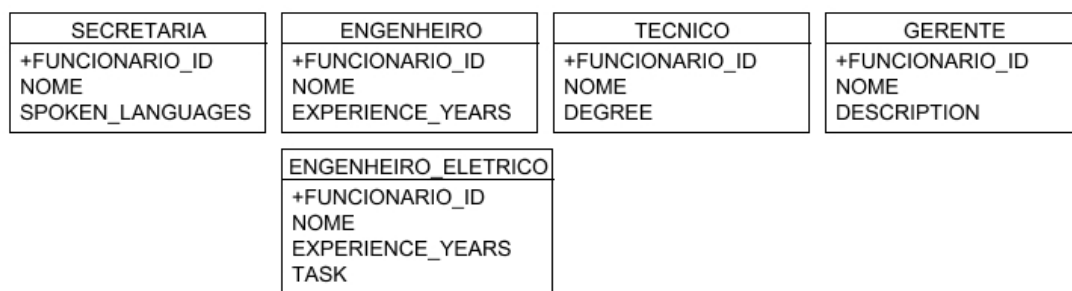 SECRETARIA
+FUNCIONARIO_ID
NOME
SPOKEN_LANGUAGES
ENGENHEIRO
+FUNCIONARIO_ID
NOME
EXPERIENCE_YEARS
TECNICO
+FUNCIONARIO_ID
NOME
DEGREE
GERENTE
+FUNCIONARIO_ID
NOME
DESCRIPTION
ENGENHEIRO_ELETRICO
+FUNCIONARIO_ID
NOME
EXPERIENCE_YEARS
TASK